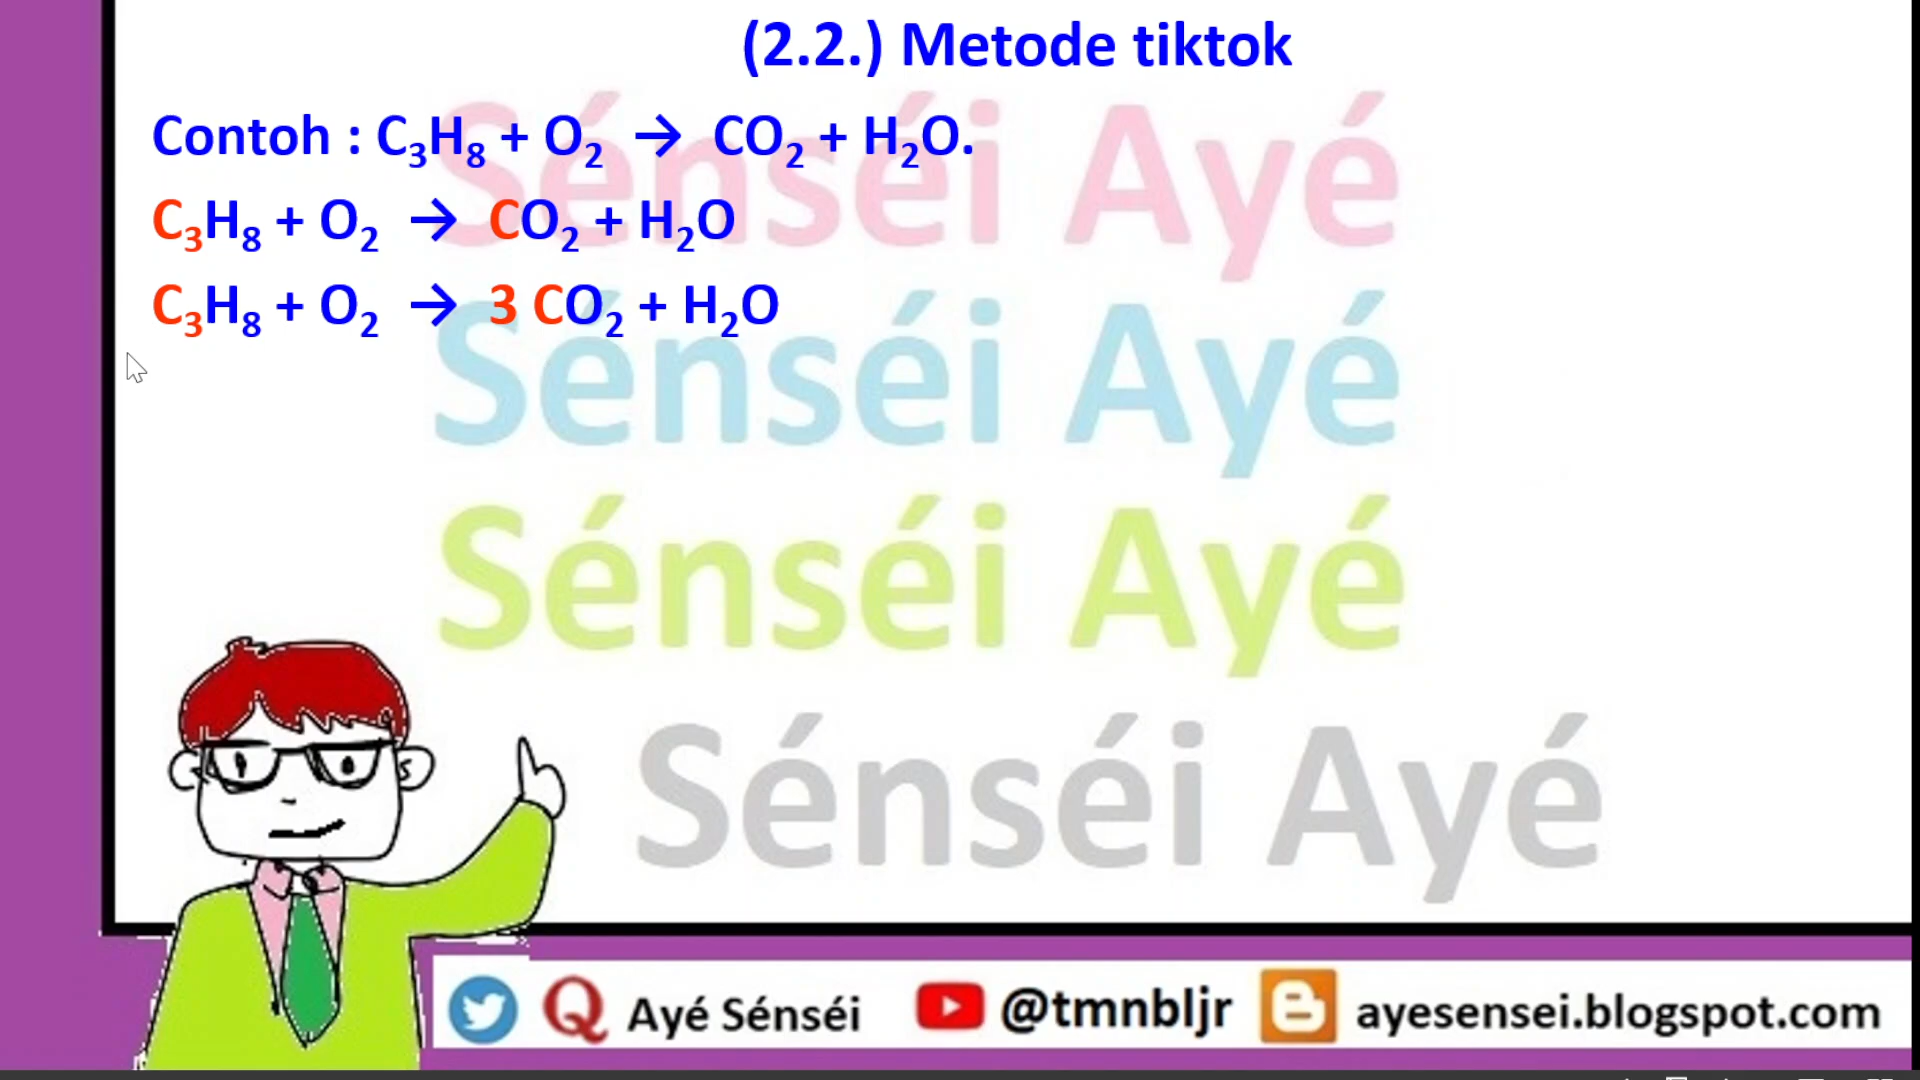 (2.2.) Metode tiktok
Contoh : C₃H₈ + O₂ → CO₂ + H₂O.
C₃H₈ + O₂ → CO₂ + H₂O
C₃H₈ + O₂ → 3 CO₂ + H₂O
Sénséi Ayé
Sénséi Ayé
Sénséi Ayé
Sénséi Ayé
Ayé Sénséi @tmnbljr ayesensei.blogspot.com